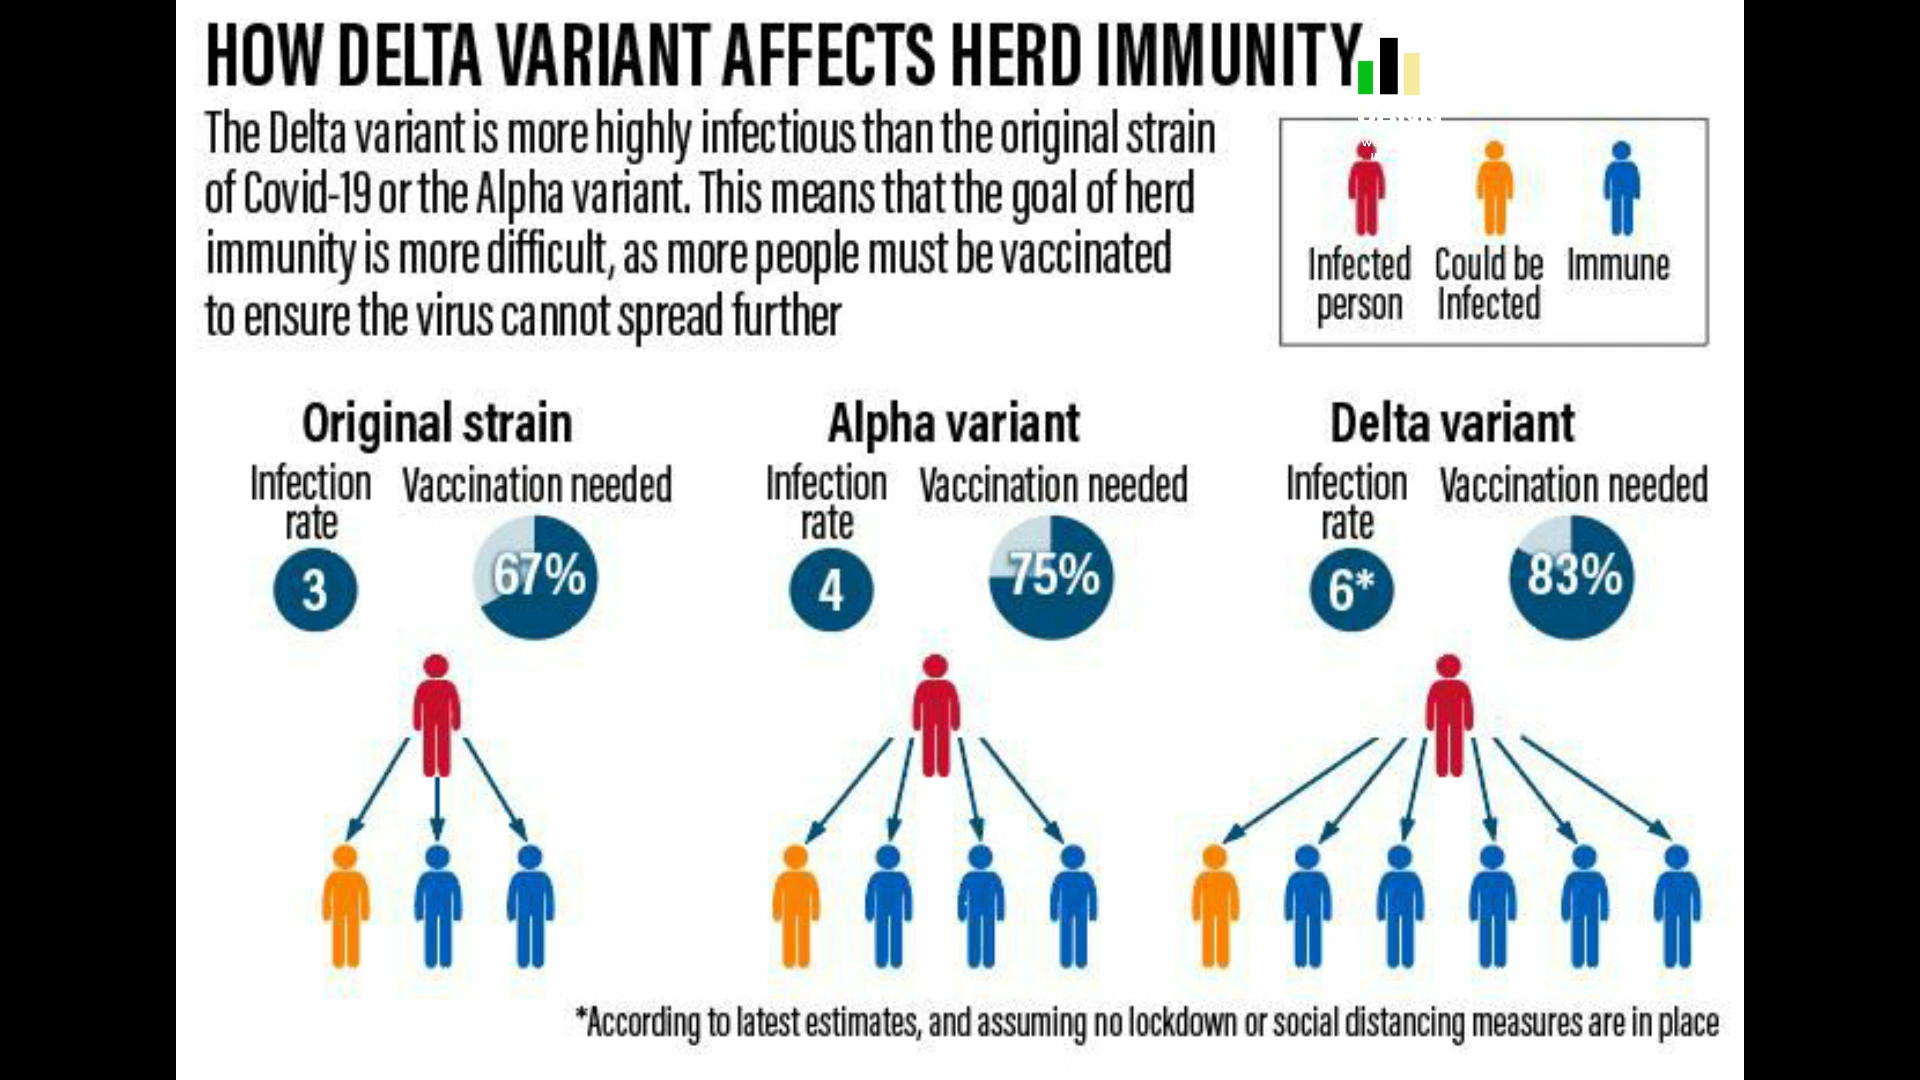 HOW DELTA VARIANT AFFECTS HERD IMMUNITY
The Delta variant is more highly infectious than the original strain
of Covid-19 or the Alpha variant. This means that the goal of herd
immunity is more difficult, as more people must be vaccinated
to ensure the virus cannot spread further
Infected person
Could be Infected
Immune
Original strain
Infection rate
Vaccination needed
3
67%
Alpha variant
Infection rate
Vaccination needed
4
75%
Delta variant
Infection rate
Vaccination needed
6*
83%
*According to latest estimates, and assuming no lockdown or social distancing measures are in place